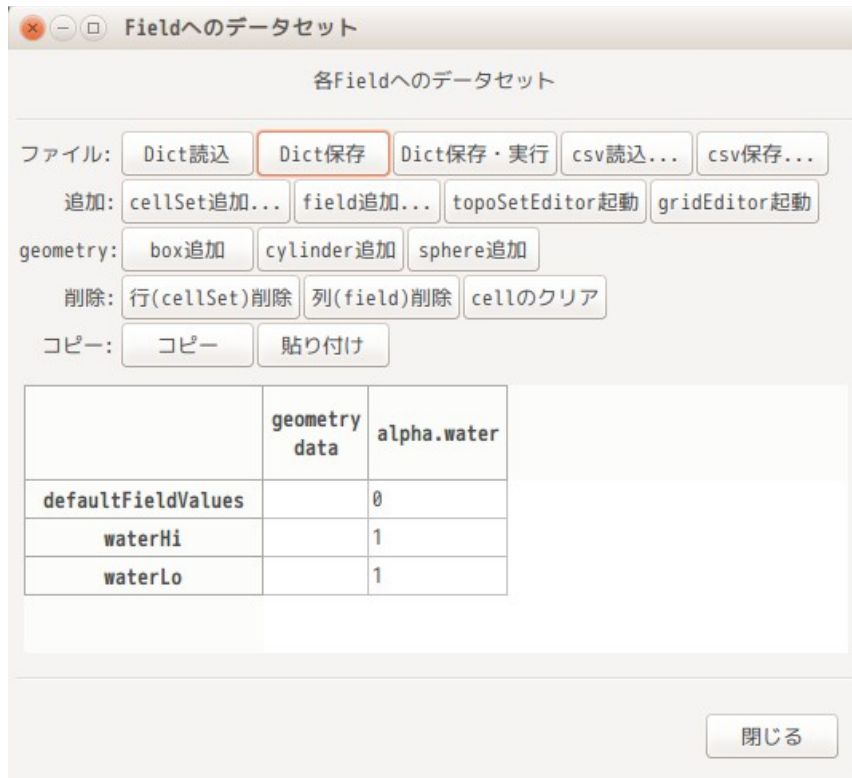 Fieldへのデータセット
各Fieldへのデータセット
ファイル: Dict読込 Dict保存 Dict保存・実行 csv読込... csv保存...
追加: cellSet追加... field追加... topoSetEditor起動 gridEditor起動
geometry: box追加 cylinder追加 sphere追加
削除: 行(cellSet)削除 列(field)削除 cellのクリア
コピー: コピー 貼り付け
geometry
data alpha.water
defaultFieldValues 0
waterHi 1
waterLo 1
閉じる